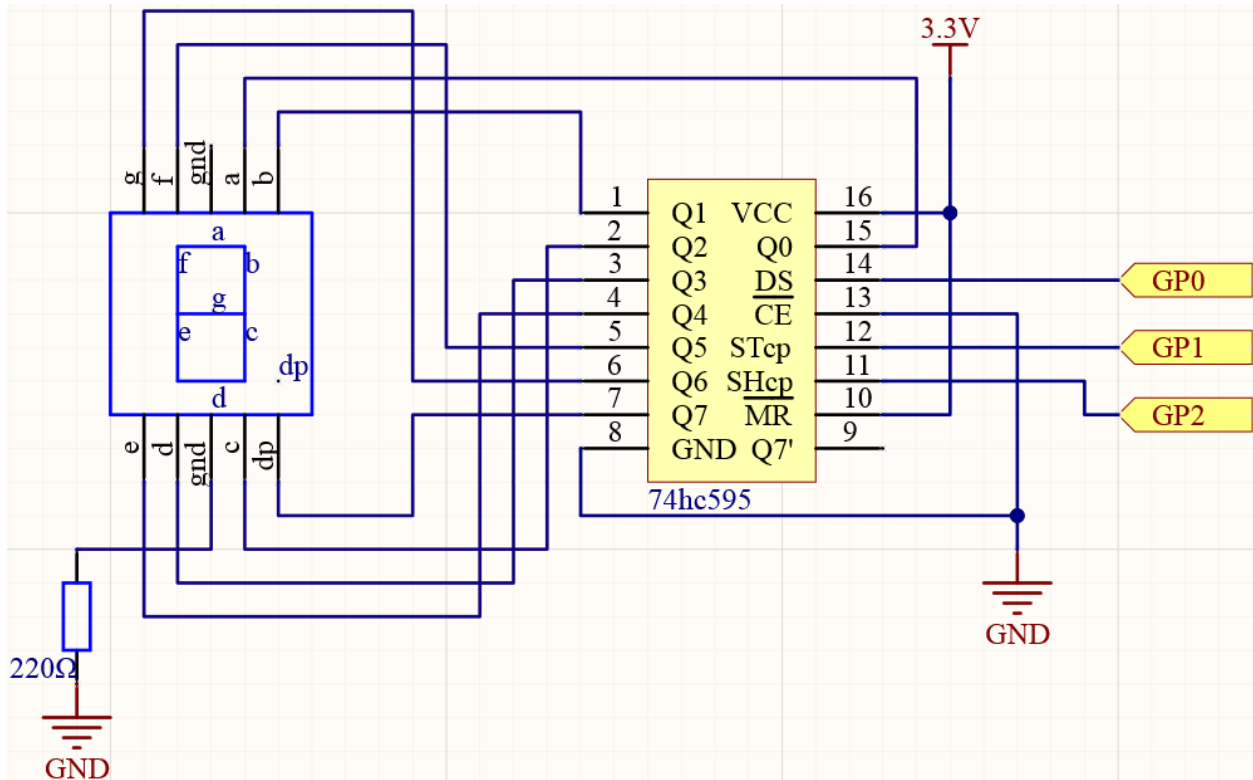 3.3V
g
f
gnd
a
b
a
f
b
g
e
c
dp
d
e
d
gnd
c
dp
220Ω
GND
1
2
3
4
5
6
7
8
Q1 VCC
Q2 Q0
Q3 DS
Q4 CE
Q5 STcp
Q6 SHcp
Q7 MR
GND Q7'
16
15
14
13
12
11
10
9
74hc595
GP0
GP1
GP2
GND